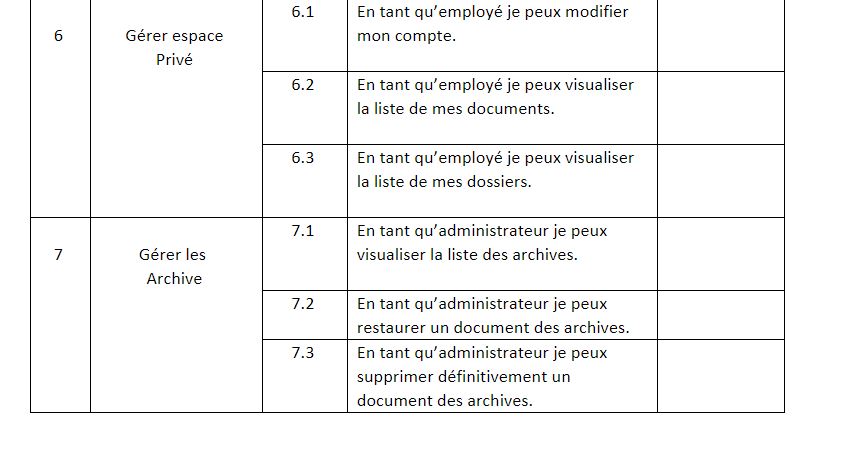 6.1 En tant qu’employé je peux modifier
6 Gérer espace mon compte.
Privé
6.2 En tant qu’employé je peux visualiser
la liste de mes documents.
6.3 En tant qu’employé je peux visualiser
la liste de mes dossiers.
7.1 En tant qu’administrateur je peux
7 Gérer les visualiser la liste des archives.
Archive
7.2 En tant qu’administrateur je peux
restaurer un document des archives.
7.3 En tant qu’administrateur je peux
supprimer définitivement un
document des archives.